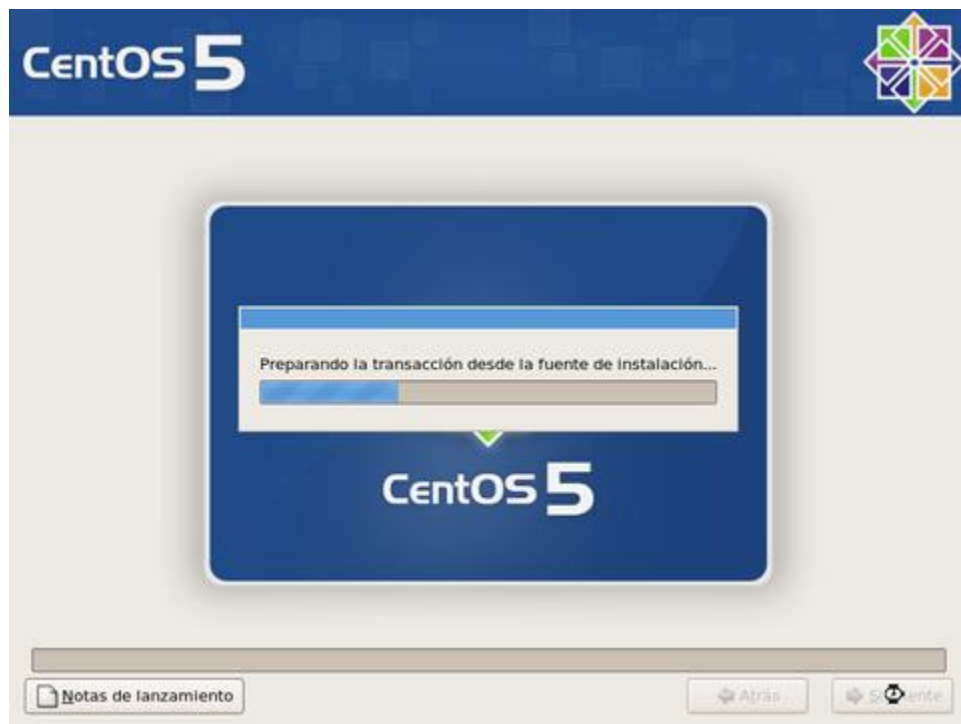 CentOS 5
Preparando la transacción desde la fuente de instalación...
CentOS 5
Notas de lanzamiento
Atrás